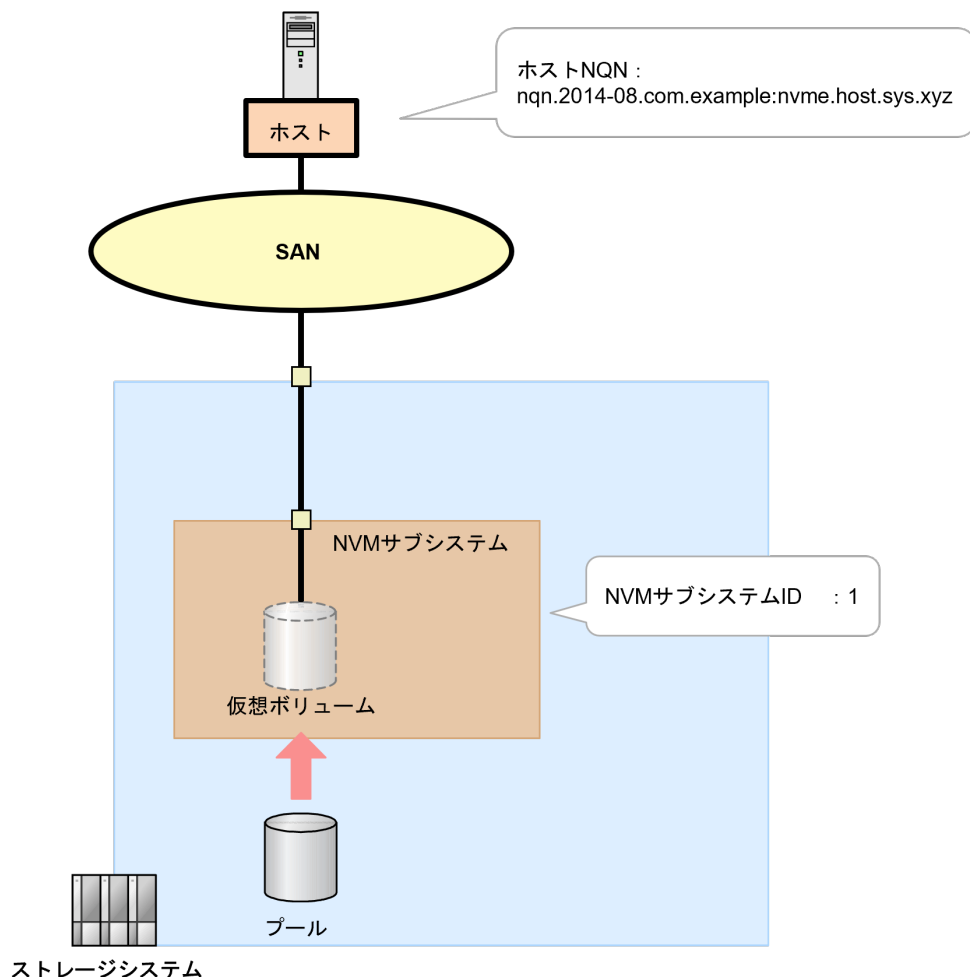 ホストNQN：
nqn.2014-08.com.example:nvme.host.sys.xyz
ホスト
SAN
NVMサブシステム
NVMサブシステムID ：1
仮想ボリューム
プール
ストレージシステム